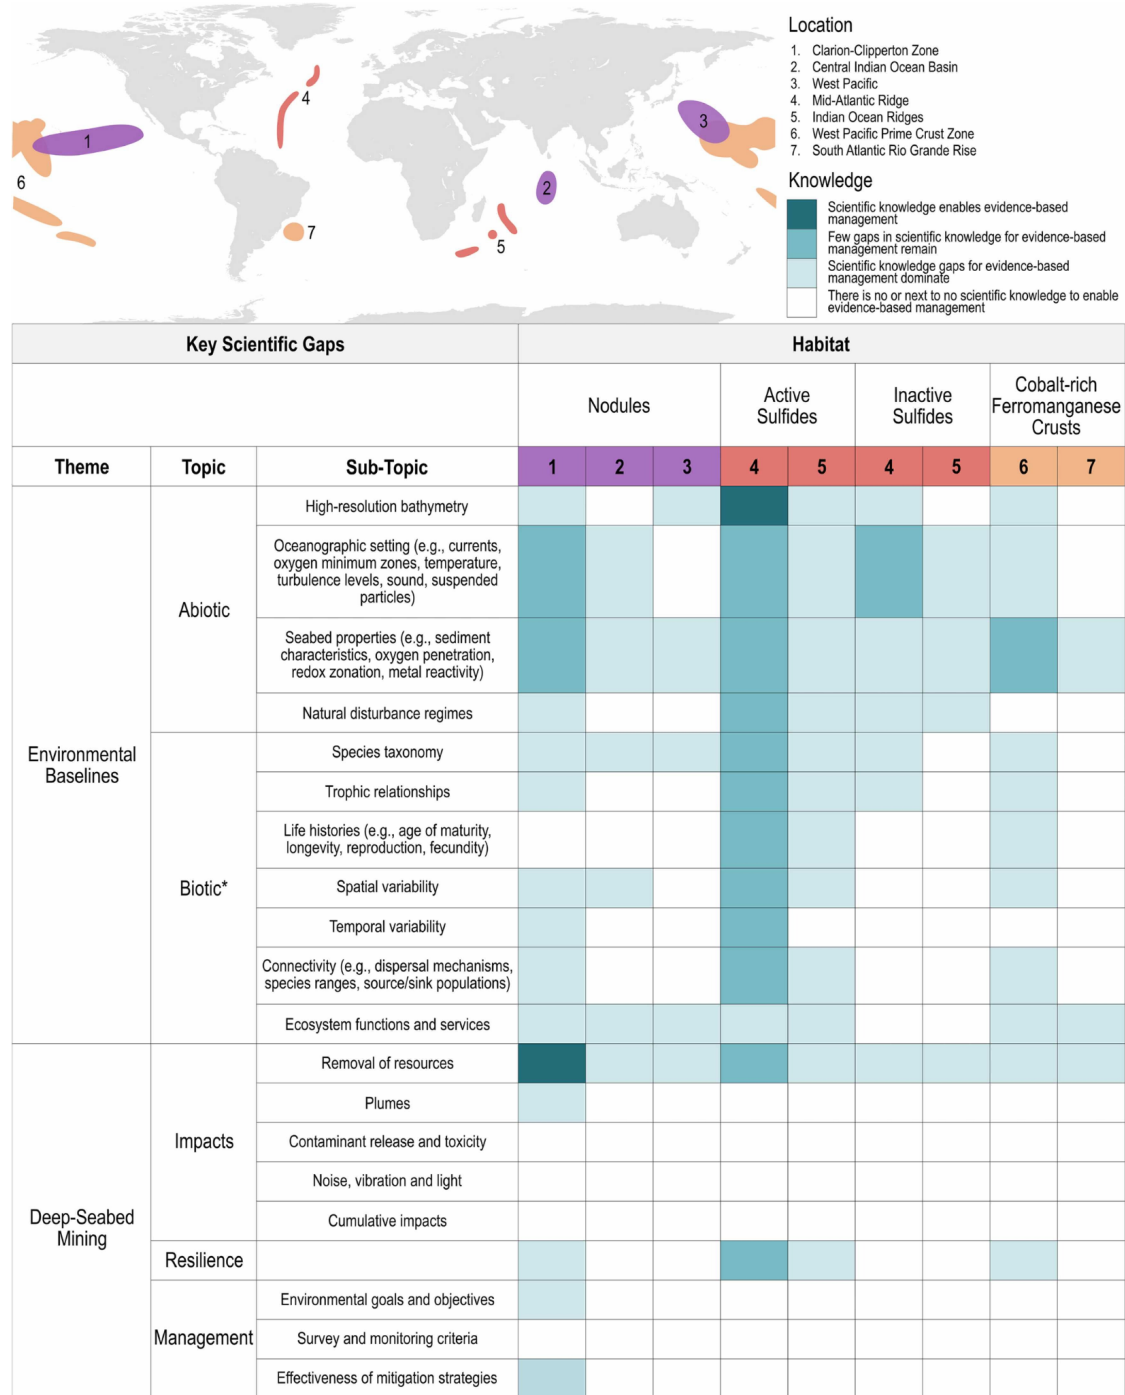 Location
1. Clarion-Clipperton Zone
2. Central Indian Ocean Basin
3. West Pacific
4. Mid-Atlantic Ridge
5. Indian Ocean Ridges
6. West Pacific Prime Crust Zone
7. South Atlantic Rio Grande Rise
4
3
1
6
2
7
5
Knowledge
Scientific knowledge enables evidence-based
management
Few gaps in scientific knowledge for evidence-based
management remain
Scientific knowledge gaps for evidence-based
management dominate
There is no or next to no scientific knowledge to enable
evidence-based management
Key Scientific Gaps Habitat
Nodules
Active
Sulfides
Inactive
Sulfides
Cobalt-rich
Ferromanganese
Crusts
Theme Topic Sub-Topic 1 2 3 4 5 4 5 6 7
Environmental
Baselines
Abiotic
High-resolution bathymetry
Oceanographic setting (e.g., currents,
oxygen minimum zones, temperature,
turbulence levels, sound, suspended
particles)
Seabed properties (e.g., sediment
characteristics, oxygen penetration,
redox zonation, metal reactivity)
Natural disturbance regimes
Biotic*
Species taxonomy
Trophic relationships
Life histories (e.g., age of maturity,
longevity, reproduction, fecundity)
Spatial variability
Temporal variability
Connectivity (e.g., dispersal mechanisms,
species ranges, source/sink populations)
Ecosystem functions and services
Deep-Seabed
Mining
Impacts
Removal of resources
Plumes
Contaminant release and toxicity
Noise, vibration and light
Cumulative impacts
Resilience
Management
Environmental goals and objectives
Survey and monitoring criteria
Effectiveness of mitigation strategies